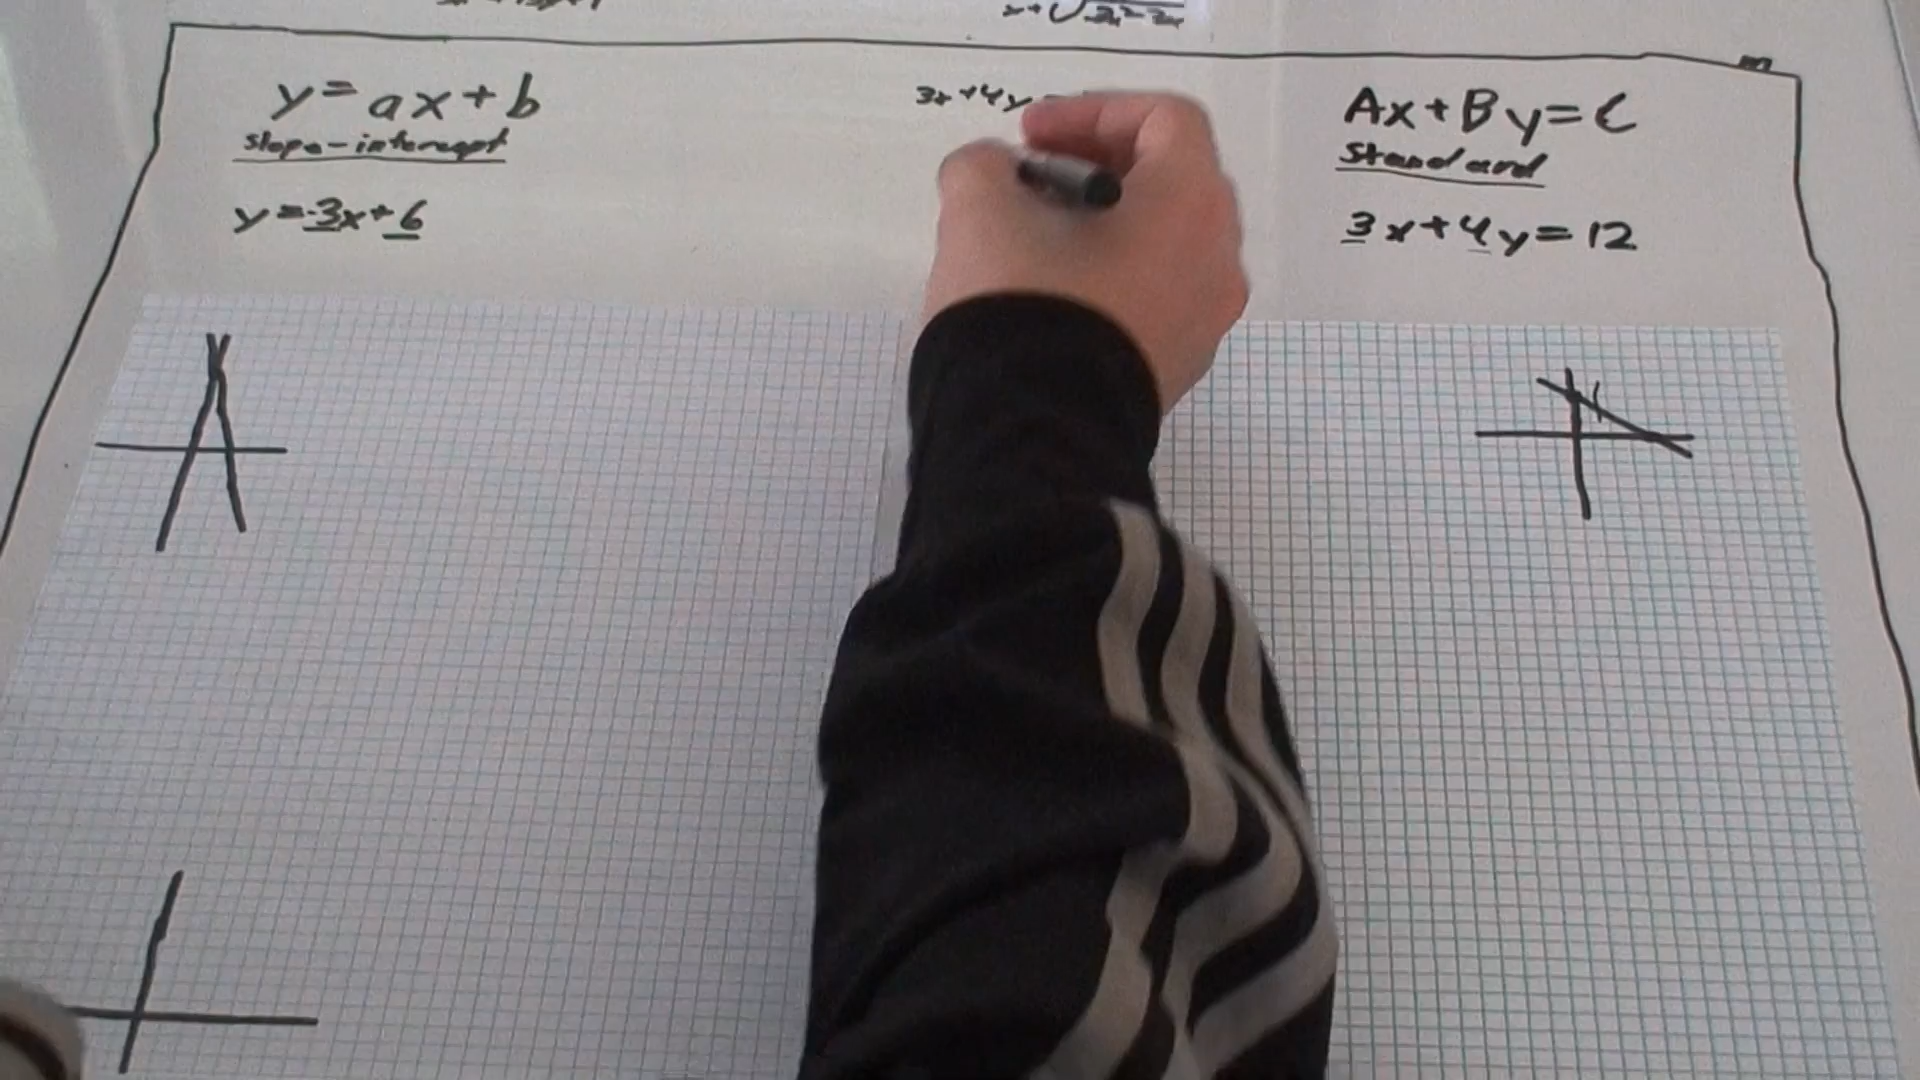 y = ax + b
slope-intercept
y = -3x + 6
3x + 4y =
Ax + By = C
Standard
3x + 4y = 12